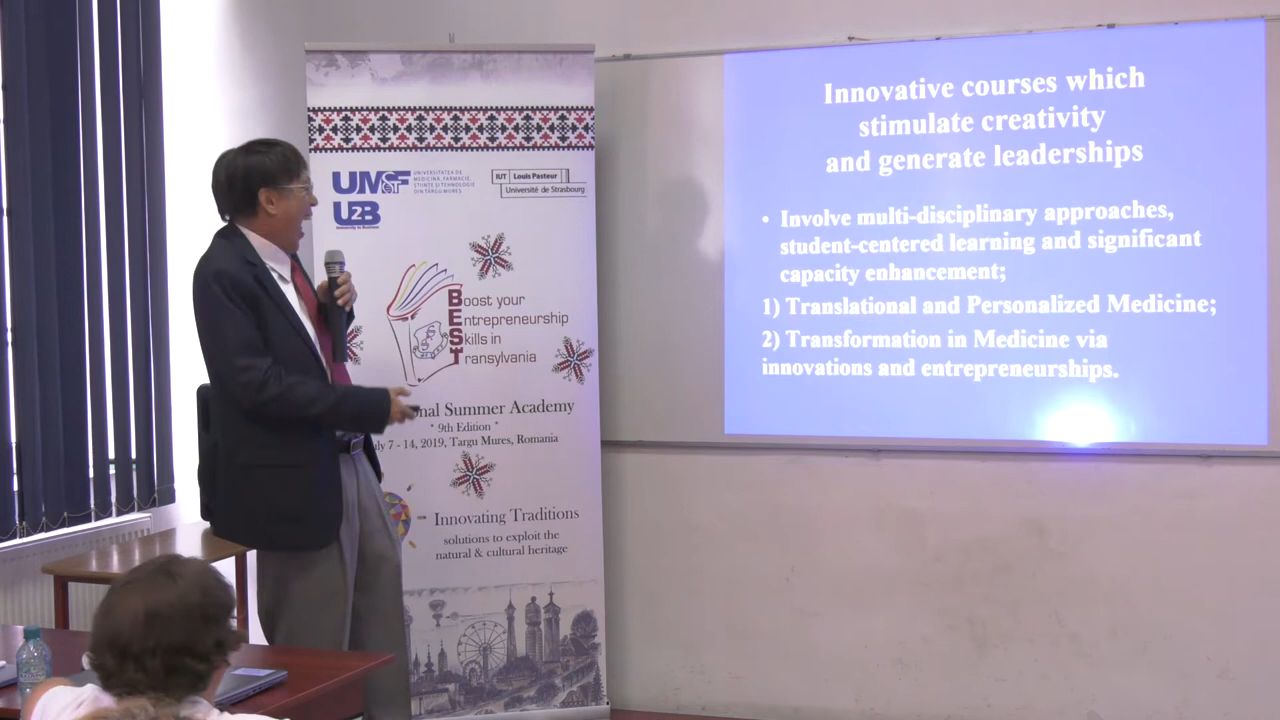 UMF
S&T
UNIVERSITATEA DE
MEDICINĂ, FARMACIE,
ȘTIINȚE ȘI TEHNOLOGIE
DIN TÂRGU MUREȘ
U2B
University to Business
IUT Louis Pasteur
Université de Strasbourg
Boost your
Entrepreneurship
Skills in
Transylvania
nal Summer Academy
* 9th Edition *
ly 7 - 14, 2019, Targu Mures, Romania
Innovating Traditions
solutions to exploit the
natural & cultural heritage
Innovative courses which
stimulate creativity
and generate leaderships
• Involve multi-disciplinary approaches,
student-centered learning and significant
capacity enhancement;
1) Translational and Personalized Medicine;
2) Transformation in Medicine via
innovations and entrepreneurships.